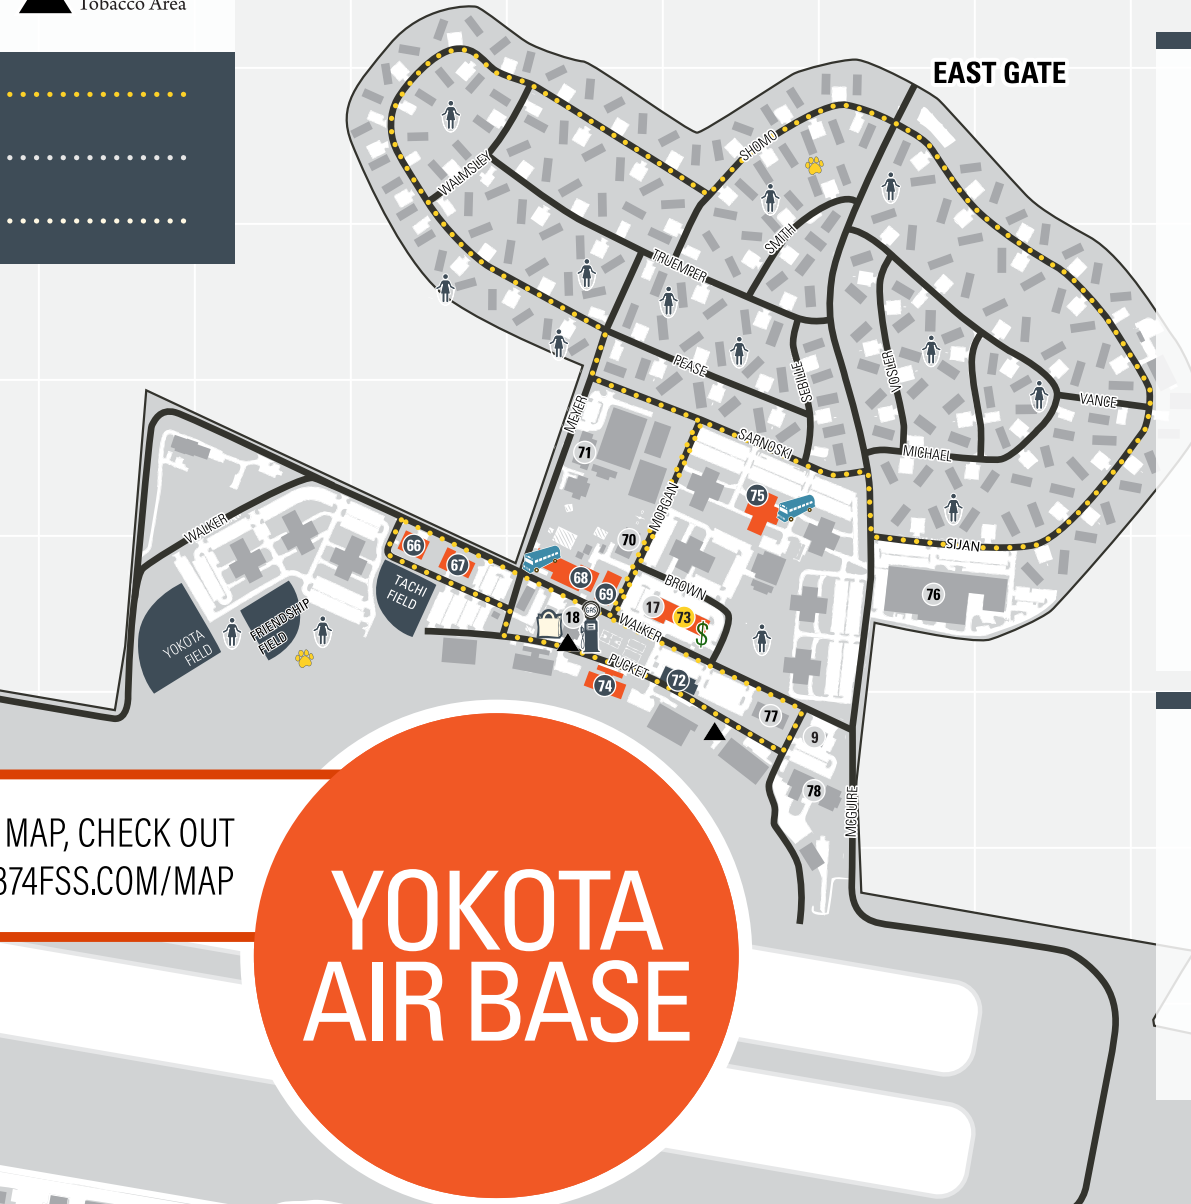 Tobacco Area
EAST GATE
SHOMO
WALMSLEY
SMITH
TRUEMPER
PEASE
SEBILLE
VOSLER
VANCE
MEYER
SARNOSKI
MICHAEL
71
75
MORGAN
WALKER
70
SIJAN
66
67
68
69
BROWN
76
TACHI
FIELD
17
73
$
GAS
18
WALKER
FRIENDSHIP
FIELD
YOKOTA
FIELD
PUCKET
72
74
77
9
78
MCGUIRE
MAP, CHECK OUT
374FSS.COM/MAP
YOKOTA
AIR BASE